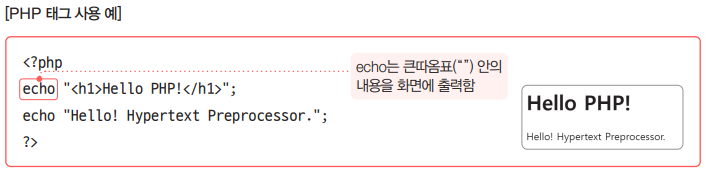 [PHP 태그 사용 예]
<?php
echo "<h1>Hello PHP!</h1>";
echo "Hello! Hypertext Preprocessor.";
?>
echo는 큰따옴표(“”) 안의
내용을 화면에 출력함
Hello PHP!
Hello! Hypertext Preprocessor.